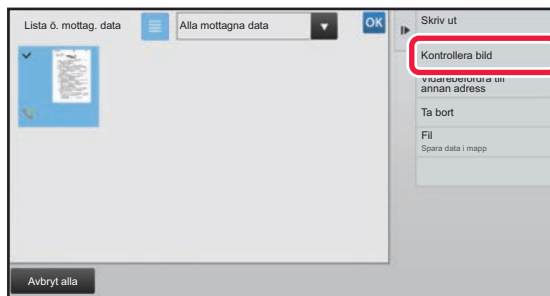 Lista ö. mottag. data
Alla mottagna data
OK
Skriv ut
Kontrollera bild
Vidarebefordra till
annan adress
Ta bort
Fil
Spara data i mapp
Avbryt alla